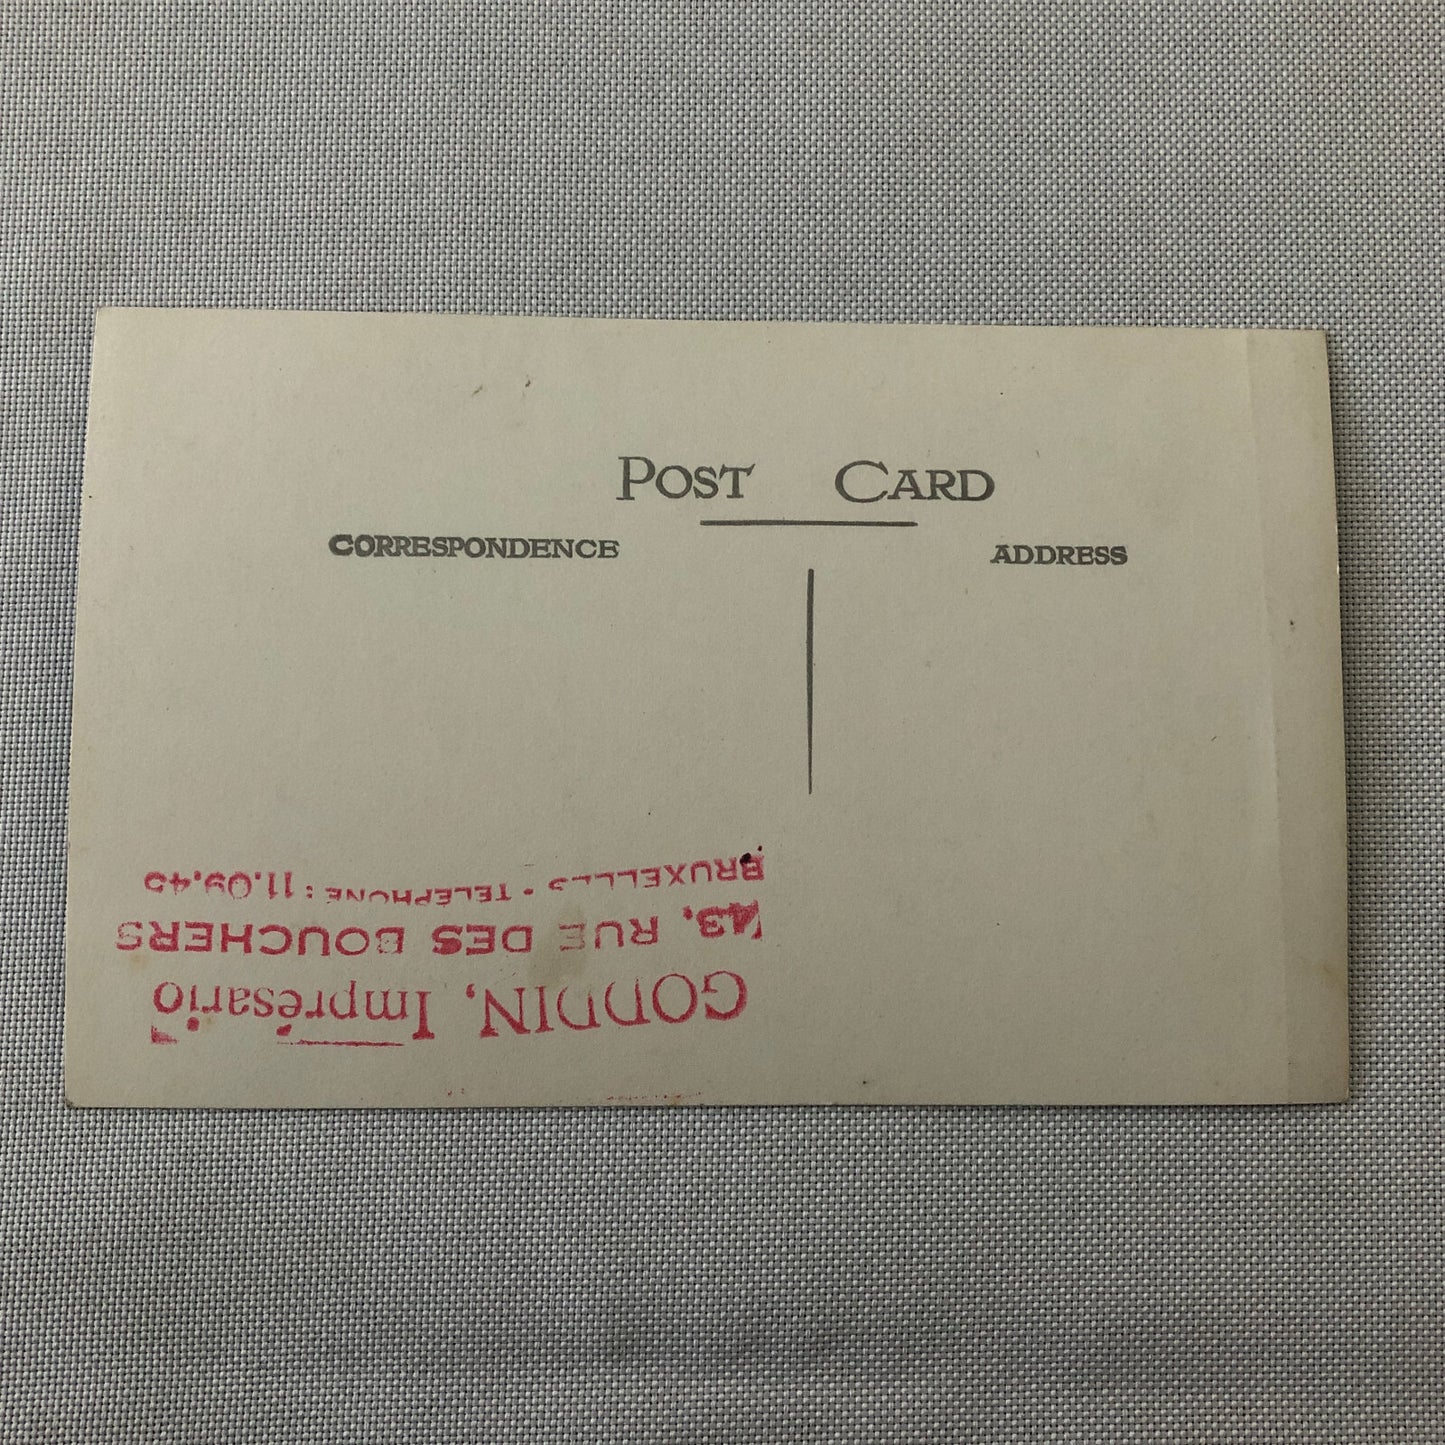 POST CARD
CORRESPONDENCE
ADDRESS
GODDIN, Imprésario
43, RUE DES BOUCHERS
BRUXELLES - TELEPHONE : 11.09.45